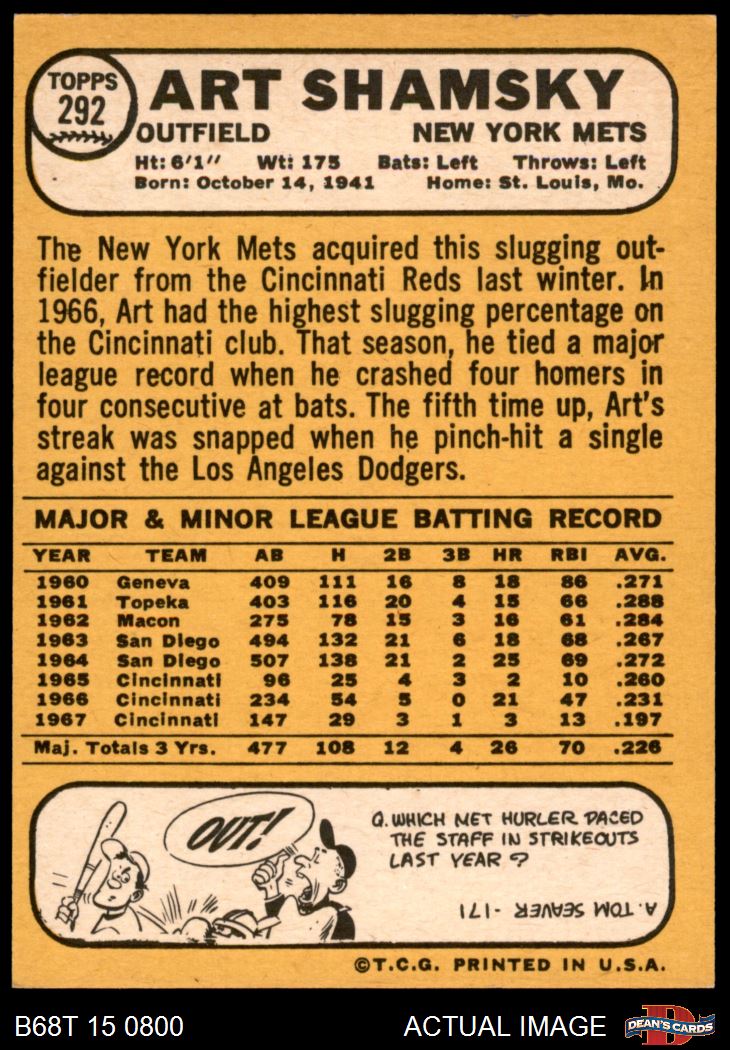 TOPPS
292
ART SHAMSKY
OUTFIELD NEW YORK METS
Ht: 6'1" Wt: 175 Bats: Left Throws: Left
Born: October 14, 1941 Home: St. Louis, Mo.
The New York Mets acquired this slugging out-
fielder from the Cincinnati Reds last winter. In
1966, Art had the highest slugging percentage on
the Cincinnati club. That season, he tied a major
league record when he crashed four homers in
four consecutive at bats. The fifth time up, Art's
streak was snapped when he pinch-hit a single
against the Los Angeles Dodgers.
MAJOR & MINOR LEAGUE BATTING RECORD
YEAR TEAM AB H 2B 3B HR RBI AVG.
1960 Geneva 409 111 16 8 18 86 .271
1961 Topeka 403 116 20 4 15 66 .288
1962 Macon 275 78 15 3 16 61 .284
1963 San Diego 494 132 21 6 18 68 .267
1964 San Diego 507 138 21 2 25 69 .272
1965 Cincinnati 96 25 4 3 2 10 .260
1966 Cincinnati 234 54 5 0 21 47 .231
1967 Cincinnati 147 29 3 1 3 13 .197
Maj. Totals 3 Yrs. 477 108 12 4 26 70 .226
OUT!
Q. WHICH MET HURLER PACED
THE STAFF IN STRIKEOUTS
LAST YEAR ?
A. TOM SEAVER - 171
©T.C.G. PRINTED IN U.S.A.
B68T 15 0800 ACTUAL IMAGE
D
DEAN'S CARDS